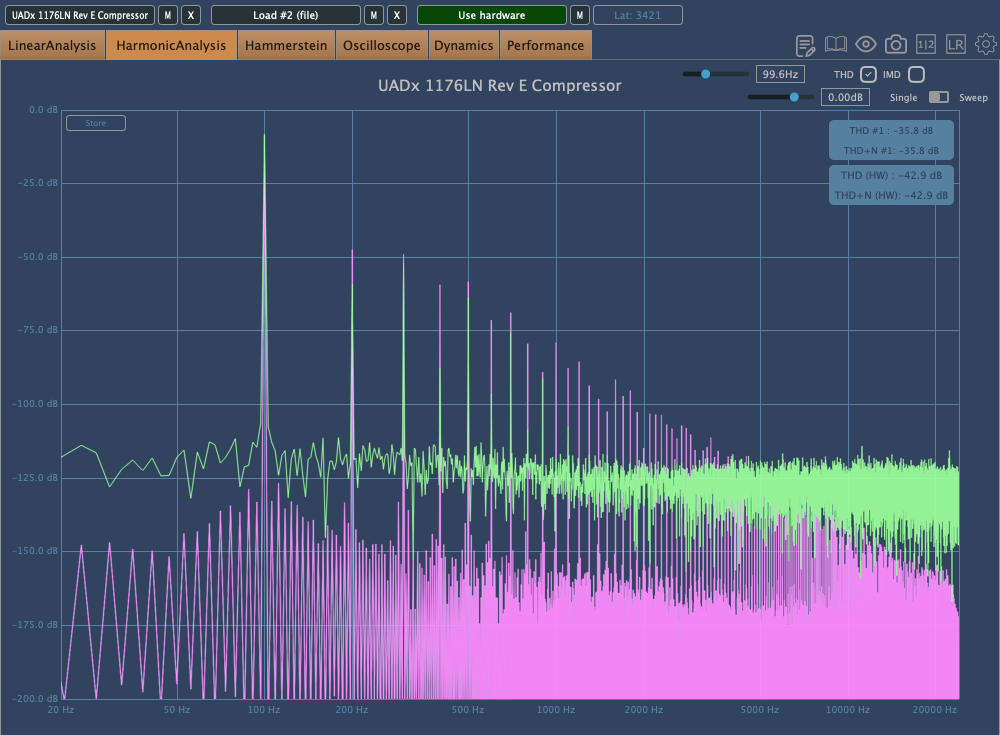 UADx 1176LN Rev E Compressor M X Load #2 (file) M X Use hardware M Lat: 3421
LinearAnalysis HarmonicAnalysis Hammerstein Oscilloscope Dynamics Performance 1|2 LR
UADx 1176LN Rev E Compressor
99.6Hz THD IMD
0.00dB Single Sweep
Store
THD #1 : -35.8 dB
THD+N #1: -35.8 dB
THD (HW) : -42.9 dB
THD+N (HW): -42.9 dB
0.0 dB
-25.0 dB
-50.0 dB
-75.0 dB
-100.0 dB
-125.0 dB
-150.0 dB
-175.0 dB
-200.0 dB
20 Hz 50 Hz 100 Hz 200 Hz 500 Hz 1000 Hz 2000 Hz 5000 Hz 10000 Hz 20000 Hz